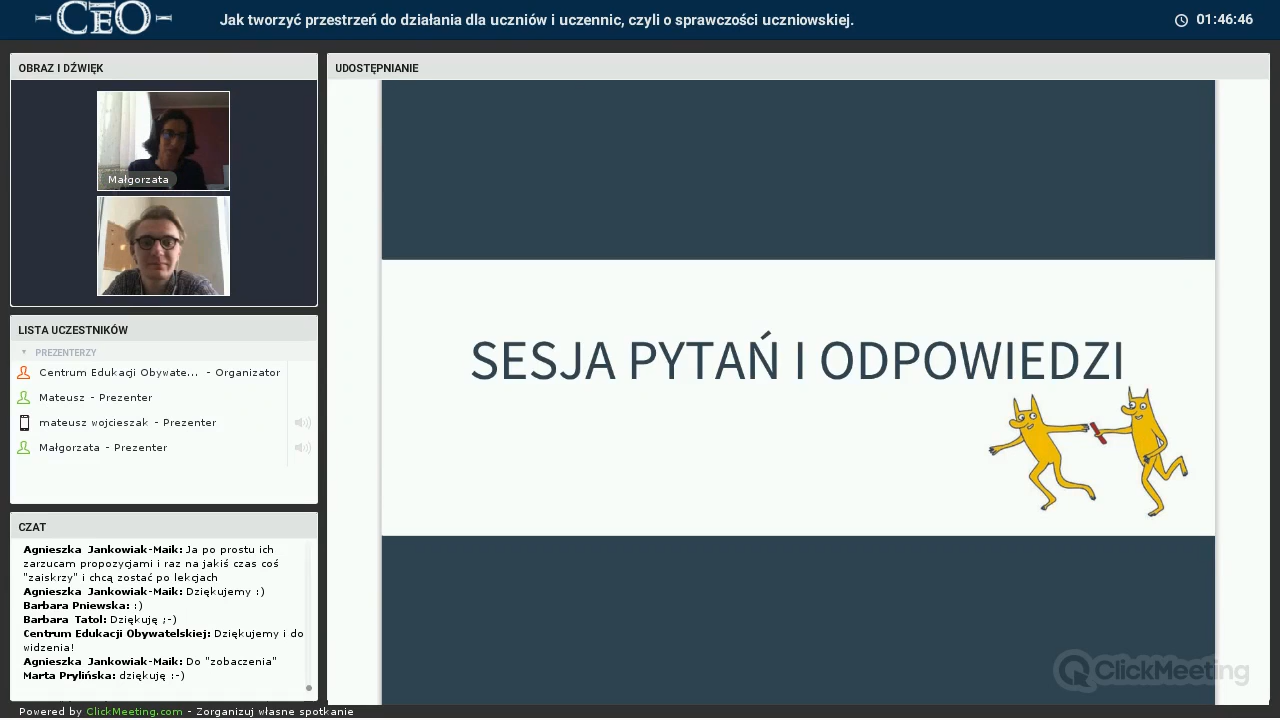 CEO
Jak tworzyć przestrzeń do działania dla uczniów i uczennic, czyli o sprawczości uczniowskiej.
01:46:46
OBRAZ I DŹWIĘK
Małgorzata
LISTA UCZESTNIKÓW
PREZENTERZY
Centrum Edukacji Obywate... - Organizator
Mateusz - Prezenter
mateusz wojcieszak - Prezenter
Małgorzata - Prezenter
CZAT
Agnieszka Jankowiak-Maik: Ja po prostu ich
zarzucam propozycjami i raz na jakiś czas coś
"zaiskrzy" i chcą zostać po lekcjach
Agnieszka Jankowiak-Maik: Dziękujemy :)
Barbara Pniewska: :)
Barbara Tatol: Dziękuję ;-)
Centrum Edukacji Obywatelskiej: Dziękujemy i do
widzenia!
Agnieszka Jankowiak-Maik: Do "zobaczenia"
Marta Prylińska: dziękuję :-)
UDOSTĘPNIANIE
SESJA PYTAŃ I ODPOWIEDZI
ClickMeeting
Powered by ClickMeeting.com - Zorganizuj własne spotkanie